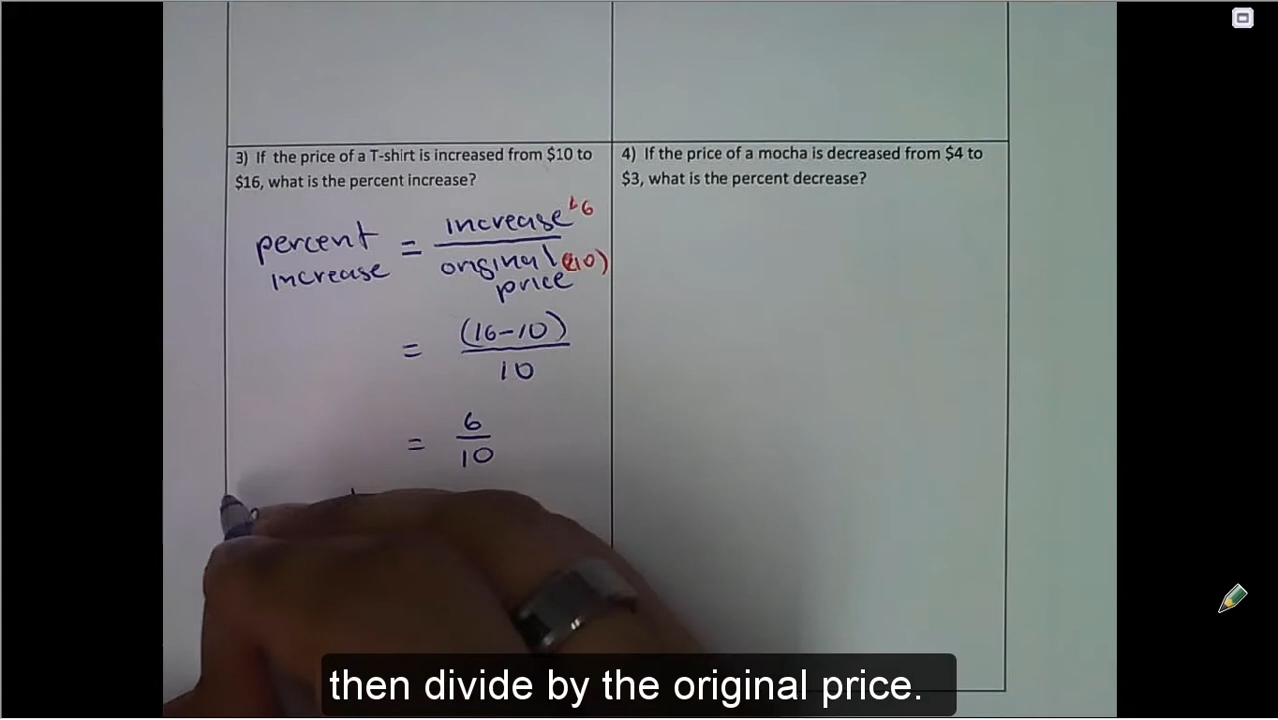 3) If the price of a T-shirt is increased from $10 to
$16, what is the percent increase?
percent
increase
=
increase
original
price
6
(10)
= (16-10)
10
= 6
10
4) If the price of a mocha is decreased from $4 to
$3, what is the percent decrease?
then divide by the original price.